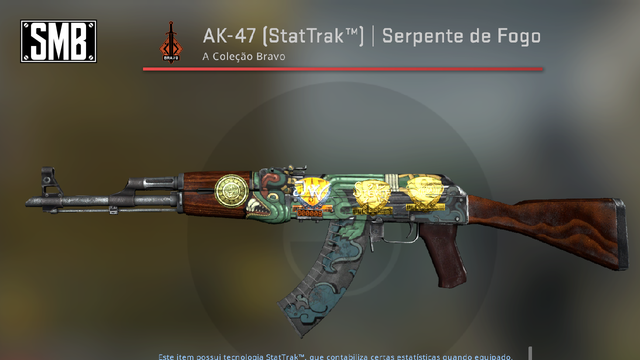 SMB
AK-47 (StatTrak™) | Serpente de Fogo
BRAVO
A Coleção Bravo
Este item possui tecnologia StatTrak™, que contabiliza certas estatísticas quando equipado.